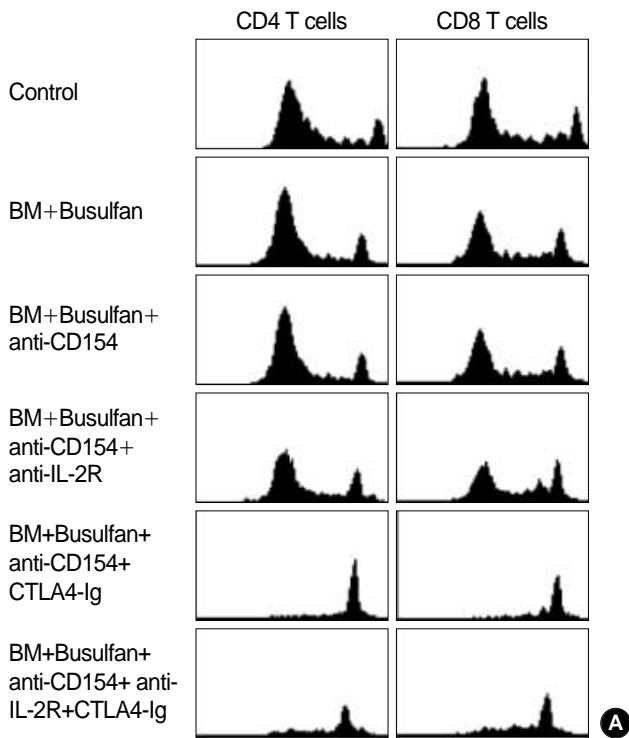 CD4 T cells CD8 T cells
Control
BM+Busulfan
BM+Busulfan+
anti-CD154
BM+Busulfan+
anti-CD154+
anti-IL-2R
BM+Busulfan+
anti-CD154+
CTLA4-Ig
BM+Busulfan+
anti-CD154+ anti-
IL-2R+CTLA4-Ig
A